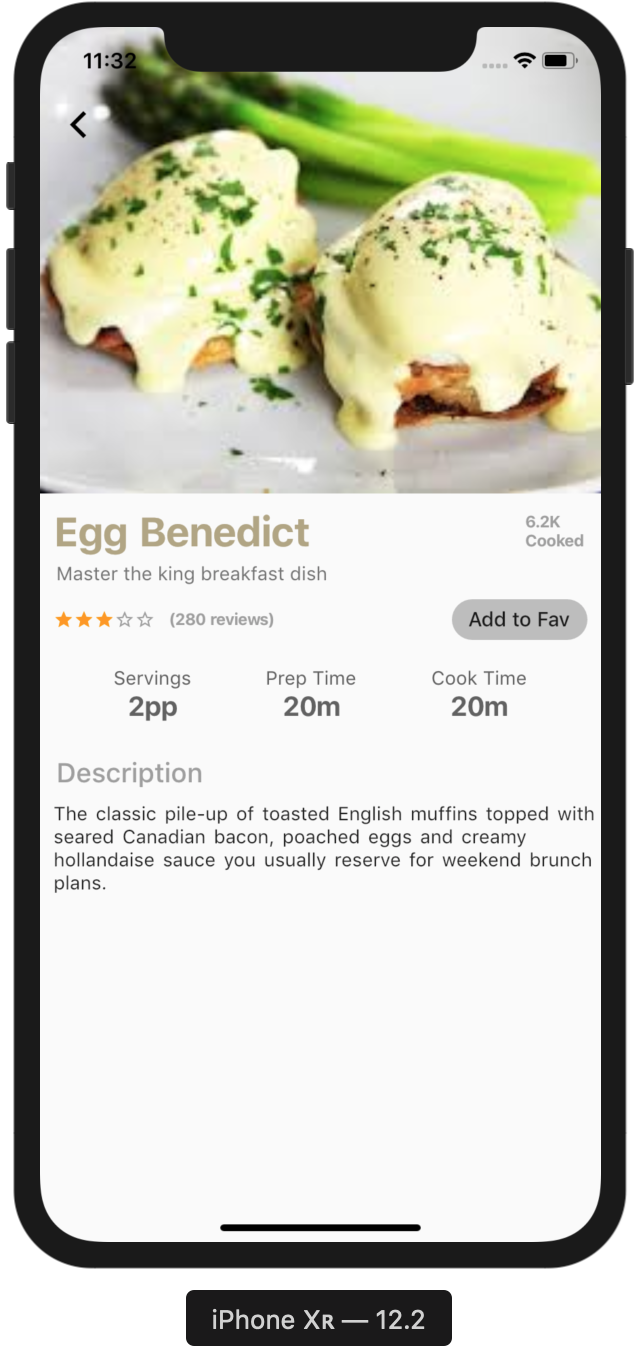 11:32
Egg Benedict
6.2K
Cooked
Master the king breakfast dish
(280 reviews)
Add to Fav
Servings
Prep Time
Cook Time
2pp
20m
20m
Description
The classic pile-up of toasted English muffins topped with
seared Canadian bacon, poached eggs and creamy
hollandaise sauce you usually reserve for weekend brunch
plans.
iPhone Xʀ — 12.2